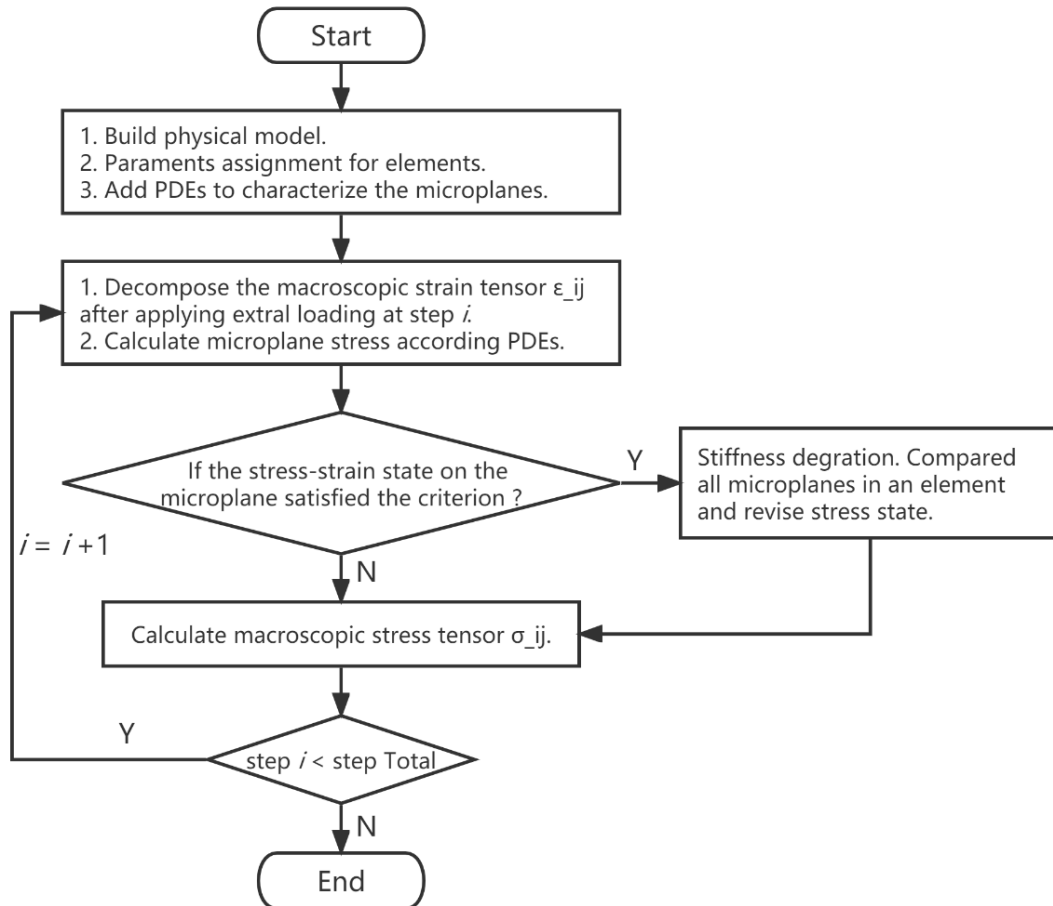 Start
1. Build physical model.
2. Paraments assignment for elements.
3. Add PDEs to characterize the microplanes.
1. Decompose the macroscopic strain tensor ε_ij
after applying extral loading at step i.
2. Calculate microplane stress according PDEs.
If the stress-strain state on the
microplane satisfied the criterion ?
Y
Stiffness degration. Compared
all microplanes in an element
and revise stress state.
i = i +1
N
Calculate macroscopic stress tensor σ_ij.
Y
step i < step Total
N
End